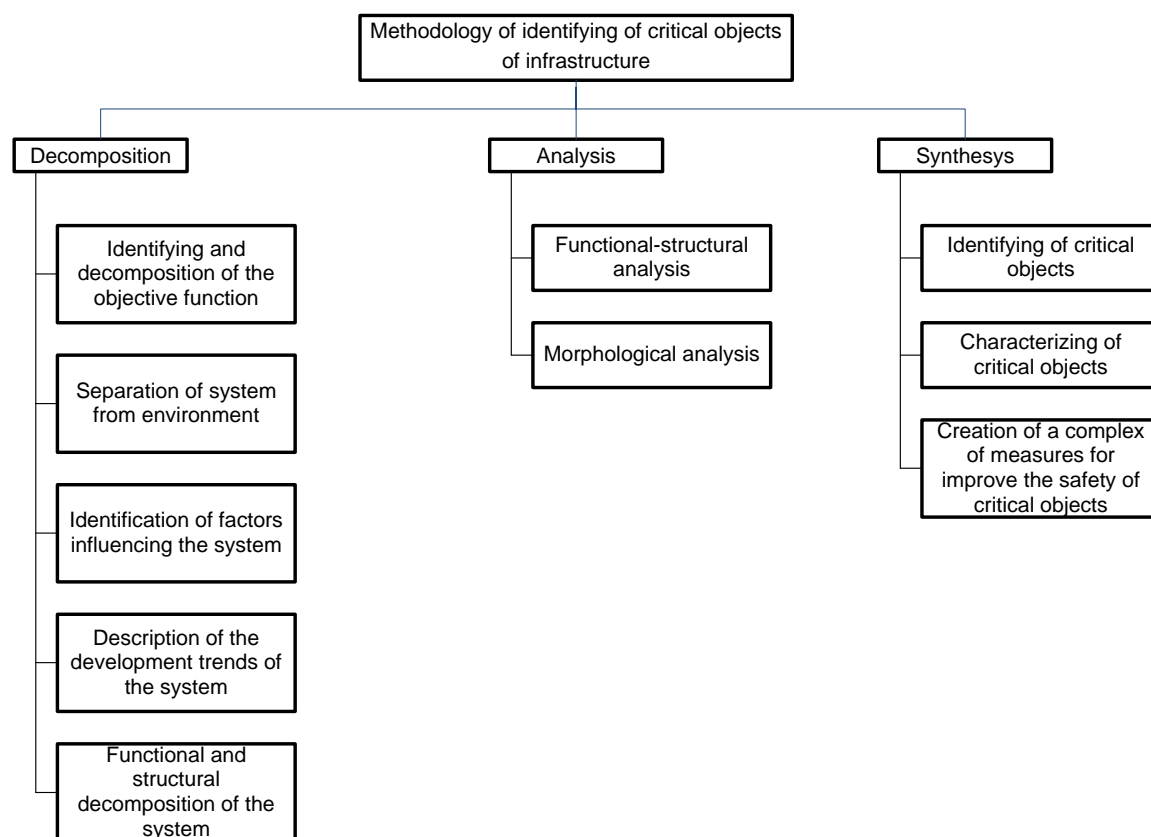 Methodology of identifying of critical objects
of infrastructure
Decomposition
Analysis
Synthesys
Identifying and
decomposition of the
objective function
Separation of system
from environment
Identification of factors
influencing the system
Description of the
development trends of
the system
Functional and
structural
decomposition of the
system
Functional-structural
analysis
Morphological analysis
Identifying of critical
objects
Characterizing of
critical objects
Creation of a complex
of measures for
improve the safety of
critical objects